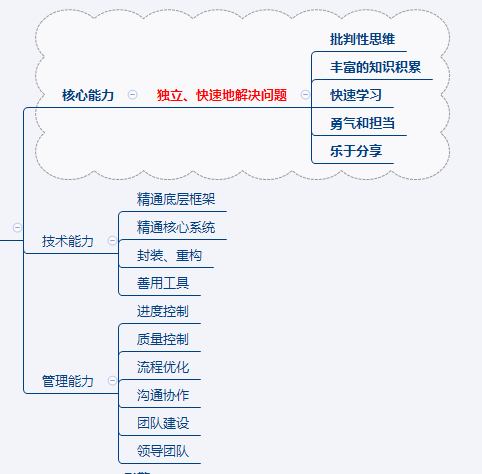 批判性思维
丰富的知识积累
核心能力
独立、快速地解决问题
快速学习
勇气和担当
乐于分享
精通底层框架
精通核心系统
技术能力
封装、重构
善用工具
进度控制
质量控制
流程优化
管理能力
沟通协作
团队建设
领导团队